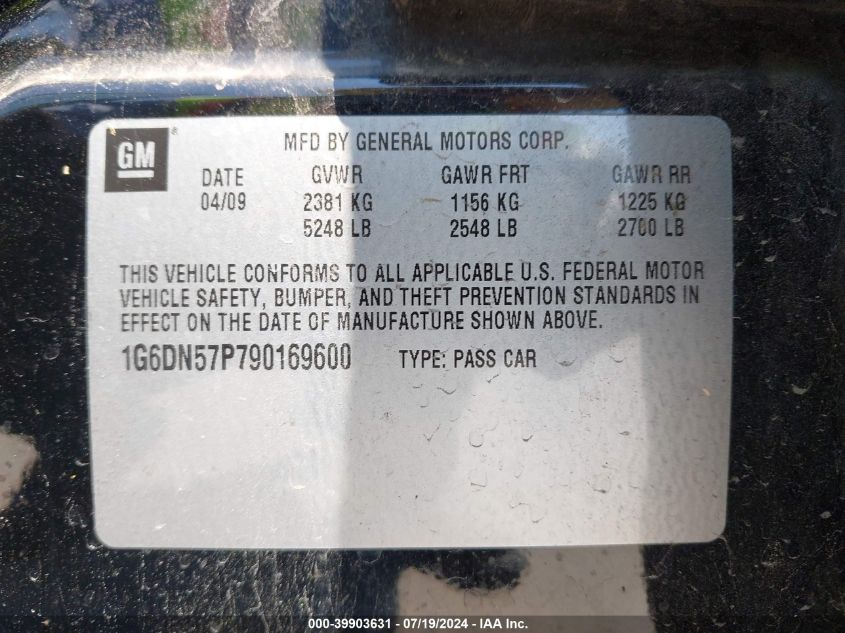 GM ® MFD BY GENERAL MOTORS CORP.
DATE GVWR GAWR FRT GAWR RR
04/09 2381 KG 1156 KG 1225 KG
5248 LB 2548 LB 2700 LB
THIS VEHICLE CONFORMS TO ALL APPLICABLE U.S. FEDERAL MOTOR
VEHICLE SAFETY, BUMPER, AND THEFT PREVENTION STANDARDS IN
EFFECT ON THE DATE OF MANUFACTURE SHOWN ABOVE.
1G6DN57P790169600 TYPE: PASS CAR
000-39903631 - 07/19/2024 - IAA Inc.